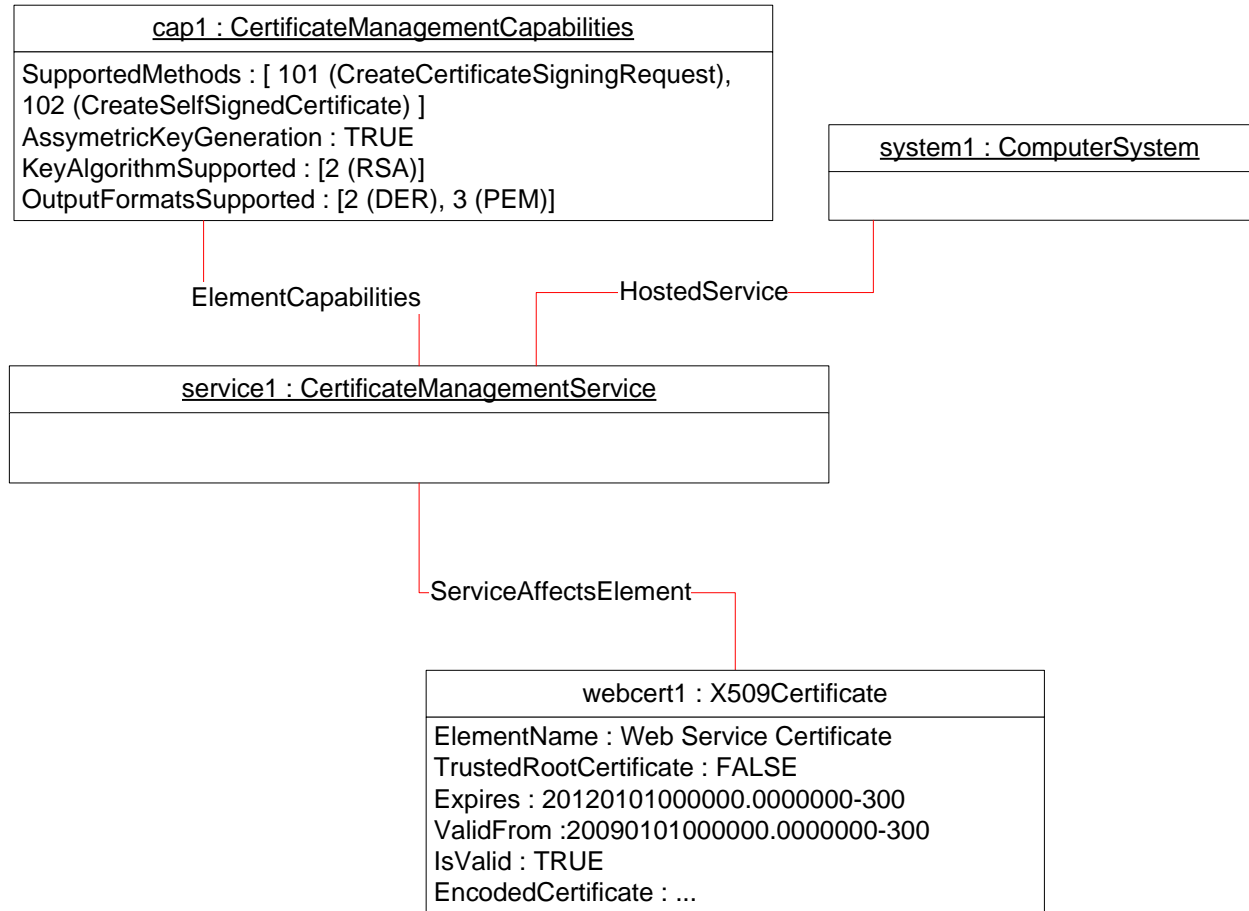 cap1 : CertificateManagementCapabilities
SupportedMethods : [ 101 (CreateCertificateSigningRequest),
102 (CreateSelfSignedCertificate) ]
AssymetricKeyGeneration : TRUE
KeyAlgorithmSupported : [2 (RSA)]
OutputFormatsSupported : [2 (DER), 3 (PEM)]
system1 : ComputerSystem
ElementCapabilities
HostedService
service1 : CertificateManagementService
ServiceAffectsElement
webcert1 : X509Certificate
ElementName : Web Service Certificate
TrustedRootCertificate : FALSE
Expires : 20120101000000.0000000-300
ValidFrom :20090101000000.0000000-300
IsValid : TRUE
EncodedCertificate : ...